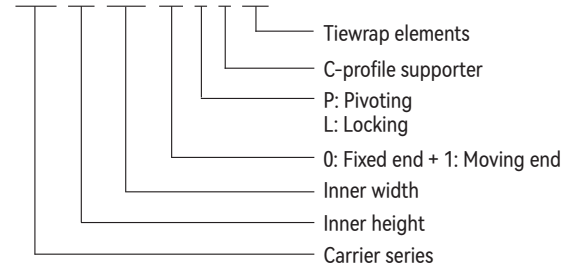 Tiewrap elements
C-profile supporter
P: Pivoting
L: Locking
0: Fixed end + 1: Moving end
Inner width
Inner height
Carrier series